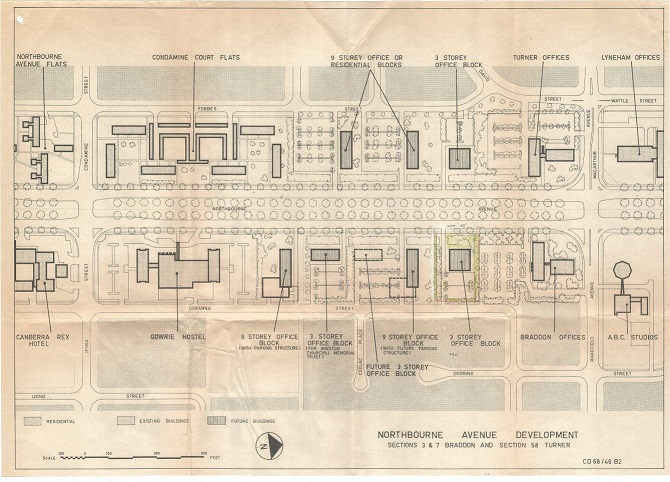 NORTHBOURNE
AVENUE FLATS
CONDAMINE COURT FLATS
9 STOREY OFFICE OR
RESIDENTIAL BLOCKS
3 STOREY
OFFICE BLOCK
TURNER OFFICES
LYNEHAM OFFICES
STREET
FORBES
STREET
STREET
WATTLE STREET
CONDAMINE
AVENUE
MACARTHUR
NORTHBOURNE
AVENUE
STREET
AVENUE
LOWANNA
STREET
CANBERRA REX
HOTEL
GOWRIE HOSTEL
9 STOREY OFFICE
BLOCK
(WITH PARKING STRUCTURE)
3 STOREY
OFFICE BLOCK
(FOR WINSTON
CHURCHILL MEMORIAL
TRUST)
9 STOREY OFFICE
BLOCK
(WITH FUTURE PARKING
STRUCTURE)
3 STOREY
OFFICE BLOCK
BRADDON OFFICES
A.B.C. STUDIOS
WAKEFIELD
PLACE
FUTURE 3 STOREY
OFFICE BLOCK
DOORING
STREET
STREET
RESIDENTIAL
EXISTING BUILDINGS
FUTURE BUILDINGS
N
SCALE
FEET
NORTHBOURNE AVENUE DEVELOPMENT
SECTIONS 3 & 7 BRADDON AND SECTION 58 TURNER
CD 68/46 B2